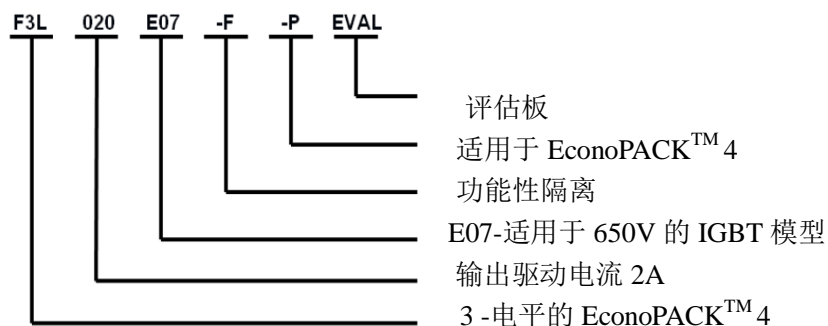 F3L 020 E07 -F -P EVAL
评估板
适用于 EconoPACK™ 4
功能性隔离
E07-适用于 650V 的 IGBT 模型
输出驱动电流 2A
3 -电平的 EconoPACK™ 4